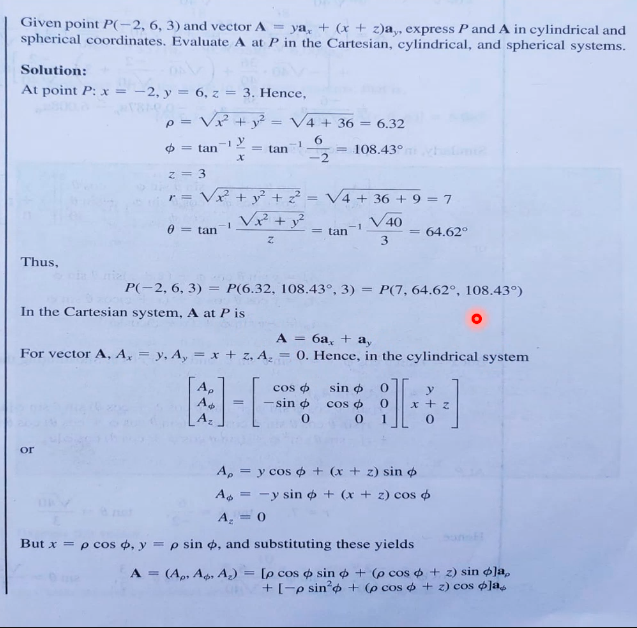 Given point P(−2, 6, 3) and vector A = yaₓ + (x + z)aᵧ, express P and A in cylindrical and
spherical coordinates. Evaluate A at P in the Cartesian, cylindrical, and spherical systems.
Solution:
At point P: x = −2, y = 6, z = 3. Hence,
ρ = √x² + y² = √4 + 36 = 6.32
φ = tan⁻¹ y/x = tan⁻¹ 6/−2 = 108.43°
z = 3
r = √x² + y² + z² = √4 + 36 + 9 = 7
θ = tan⁻¹ √x² + y²/z = tan⁻¹ √40/3 = 64.62°
Thus,
P(−2, 6, 3) = P(6.32, 108.43°, 3) = P(7, 64.62°, 108.43°)
In the Cartesian system, A at P is
A = 6aₓ + aᵧ
For vector A, Aₓ = y, Aᵧ = x + z, A_z = 0. Hence, in the cylindrical system
[A_ρ] = [cos φ sin φ 0] [y]
[A_φ] [−sin φ cos φ 0] [x + z]
[A_z] [0 0 1] [0]
or
A_ρ = y cos φ + (x + z) sin φ
A_φ = −y sin φ + (x + z) cos φ
A_z = 0
But x = ρ cos φ, y = ρ sin φ, and substituting these yields
A = (A_ρ, A_φ, A_z) = [ρ cos φ sin φ + (ρ cos φ + z) sin φ]a_ρ
+ [−ρ sin²φ + (ρ cos φ + z) cos φ]a_φ